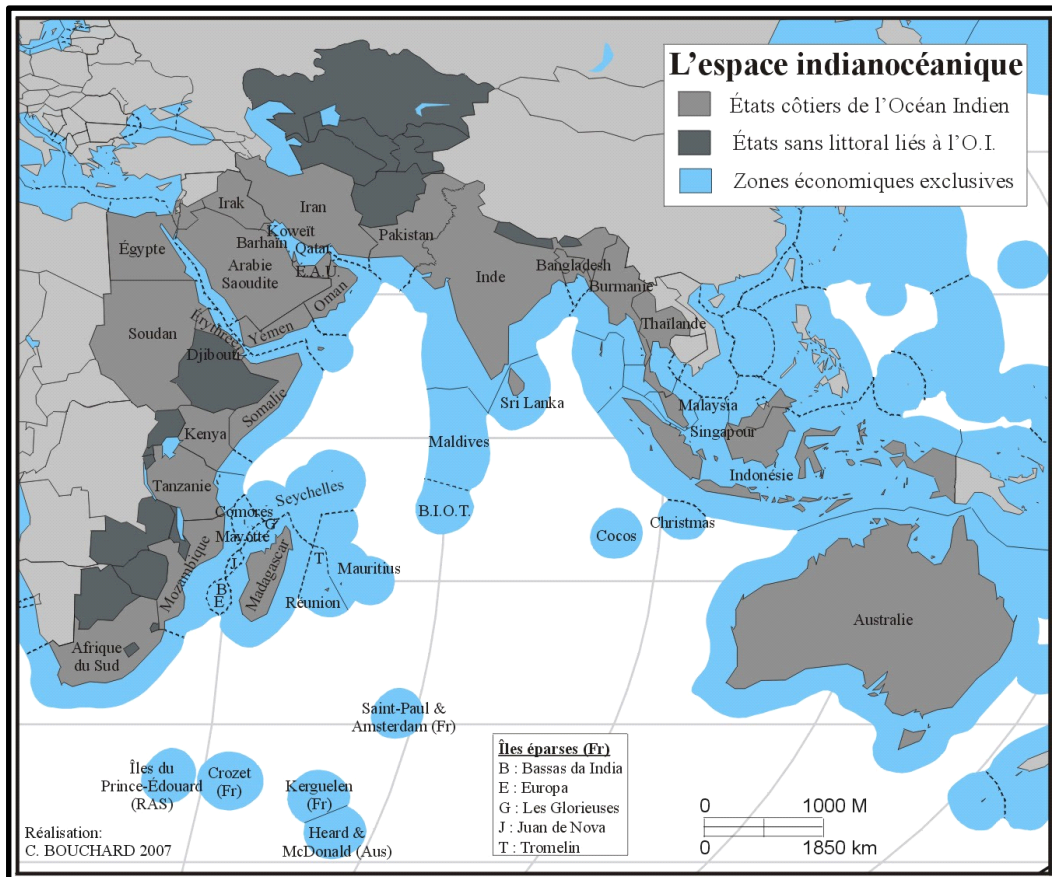 L'espace indianocéanique
États côtiers de l'Océan Indien
États sans littoral liés à l'O.I.
Zones économiques exclusives
Irak
Iran
Koweït
Pakistan
Égypte
Barhaïn
Qatar
Arabie
Saoudite
É.A.U.
Oman
Inde
Bangladesh
Burmanie
Soudan
Érythrée
Yémen
Thaïlande
Djibouti
Somalie
Sri Lanka
Malaysia
Kenya
Maldives
Singapour
Indonésie
Tanzanie
Seychelles
Comores
B.I.O.T.
G
Christmas
Mayotte
Cocos
Mozambique
J
Madagascar
T
Mauritius
B
E
Réunion
Australie
Afrique
du Sud
Saint-Paul &
Amsterdam (Fr)
Îles du
Prince-Édouard
(RAS)
Crozet
(Fr)
Kerguelen
(Fr)
Heard &
McDonald (Aus)
Îles éparses (Fr)
B : Bassas da India
E : Europa
G : Les Glorieuses
J : Juan de Nova
T : Tromelin
0 1000 M
0 1850 km
Réalisation:
C. BOUCHARD 2007